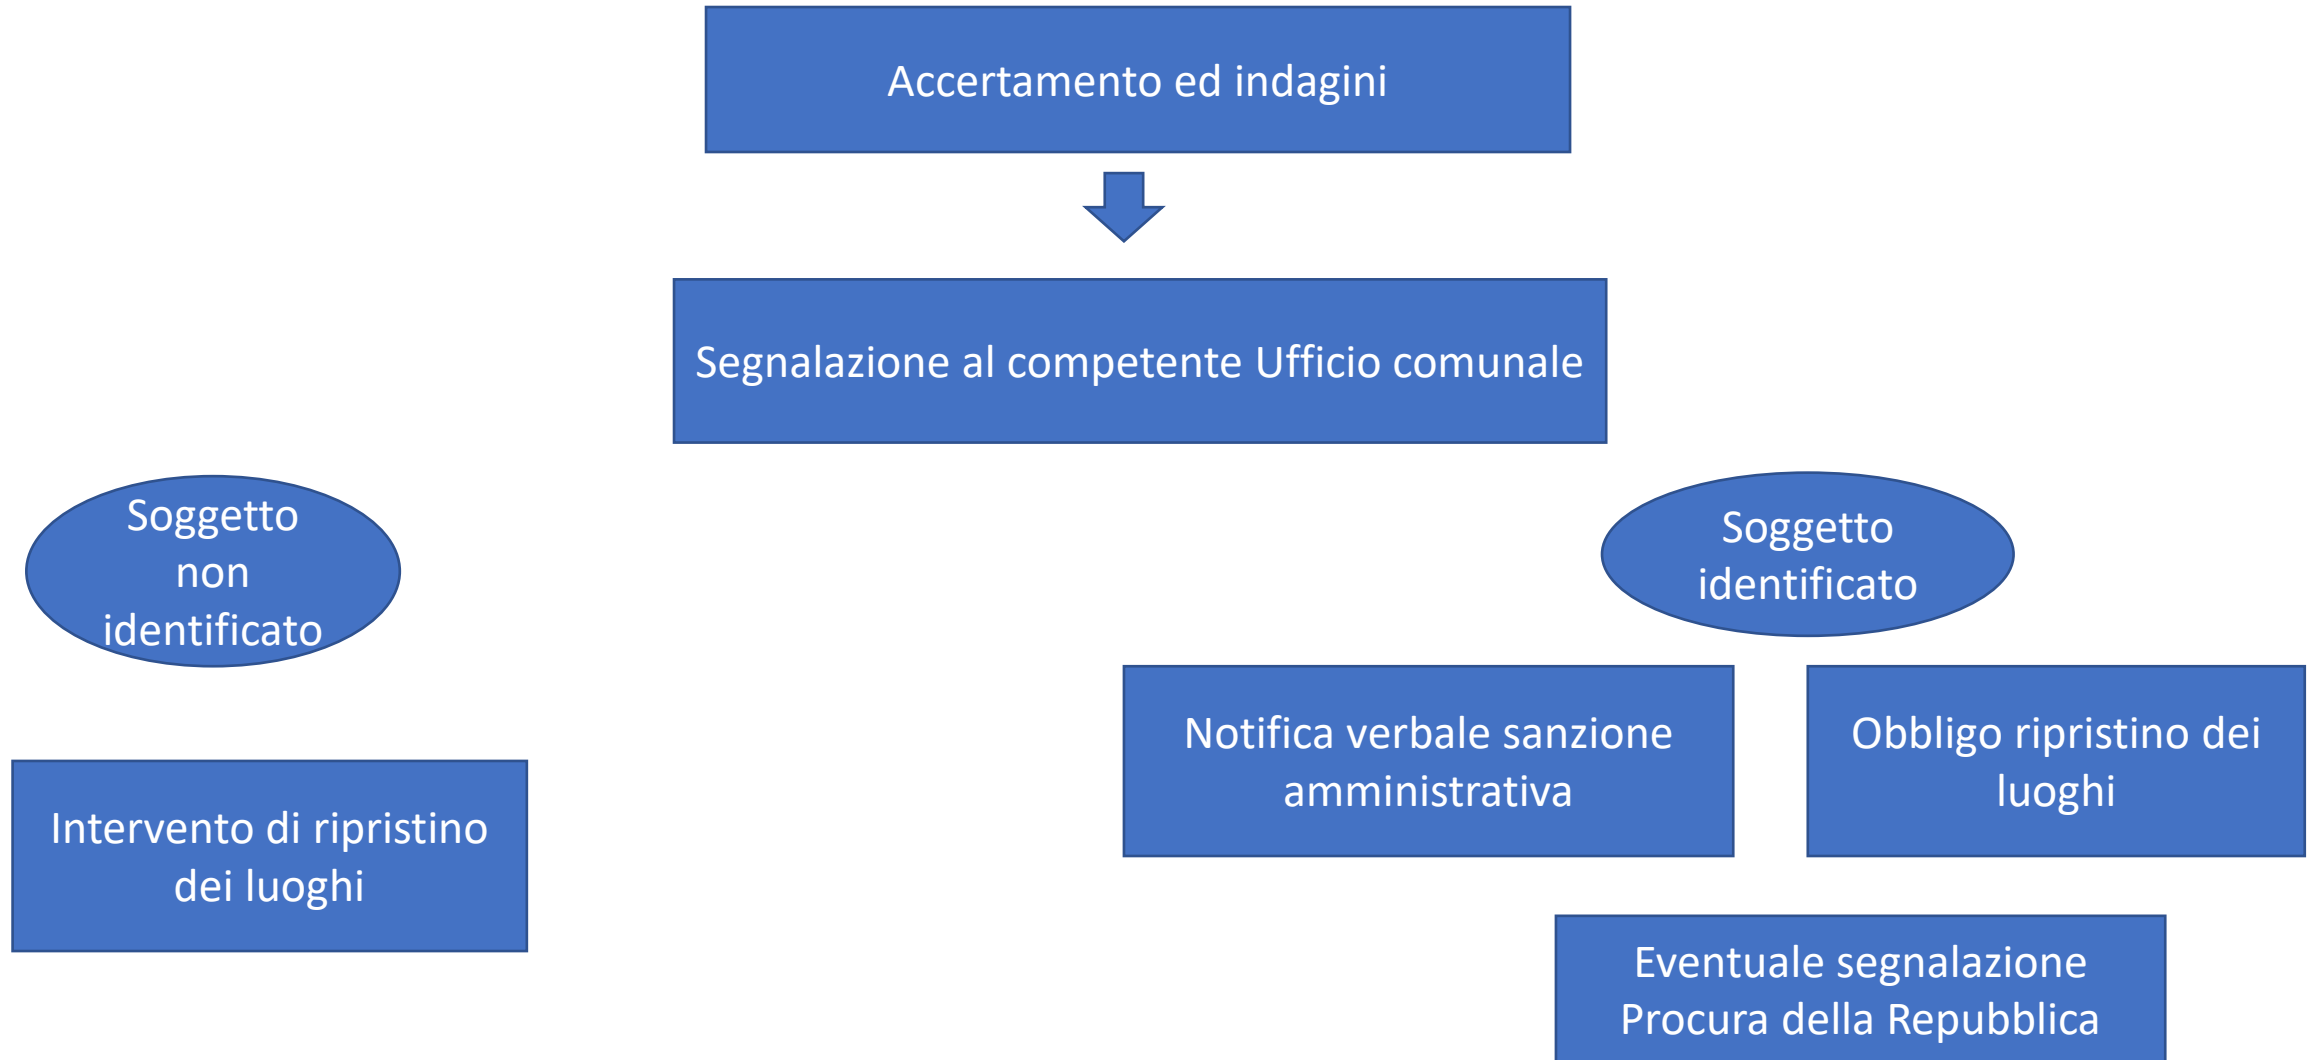 Accertamento ed indagini
Segnalazione al competente Ufficio comunale
Soggetto
non
identificato
Soggetto
identificato
Notifica verbale sanzione
amministrativa
Obbligo ripristino dei
luoghi
Intervento di ripristino
dei luoghi
Eventuale segnalazione
Procura della Repubblica